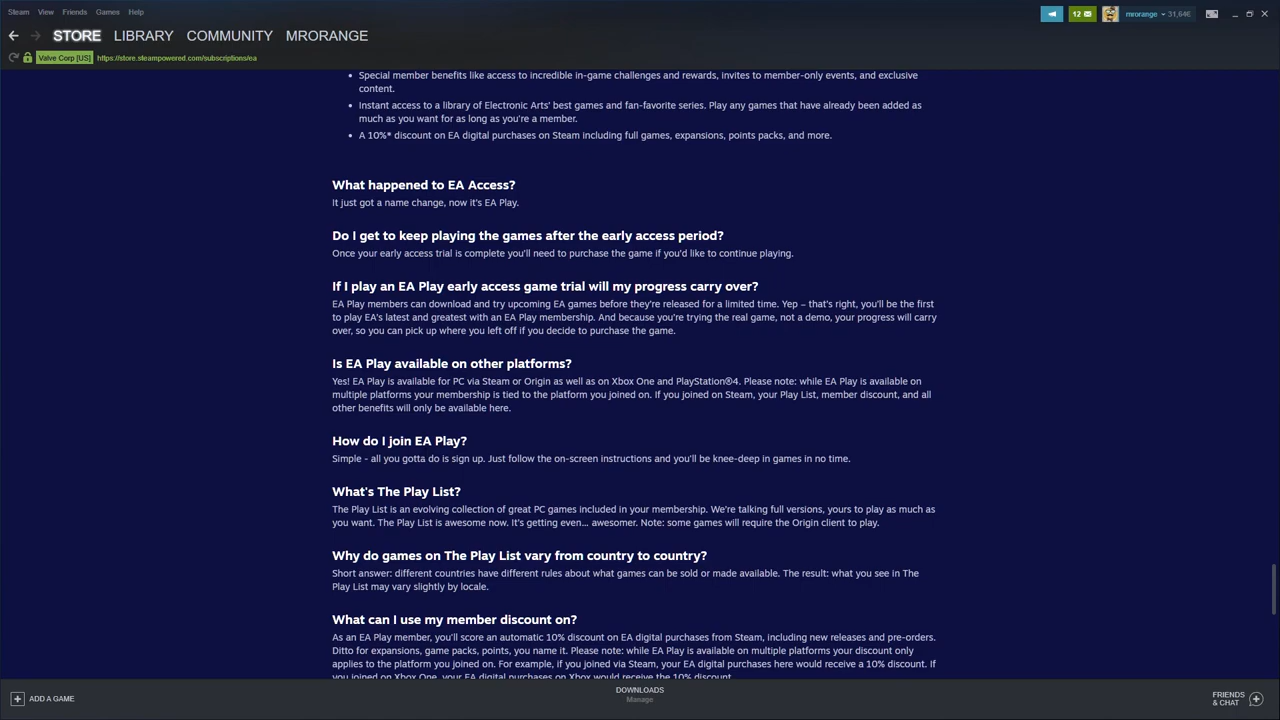 Steam View Friends Games Help
12 mrorange 31,64€
STORE LIBRARY COMMUNITY MRORANGE
Valve Corp [US] https://store.steampowered.com/subscriptions/ea
• Special member benefits like access to incredible in-game challenges and rewards, invites to member-only events, and exclusive
content.
• Instant access to a library of Electronic Arts' best games and fan-favorite series. Play any games that have already been added as
much as you want for as long as you're a member.
• A 10%* discount on EA digital purchases on Steam including full games, expansions, points packs, and more.
What happened to EA Access?
It just got a name change, now it's EA Play.
Do I get to keep playing the games after the early access period?
Once your early access trial is complete you'll need to purchase the game if you'd like to continue playing.
If I play an EA Play early access game trial will my progress carry over?
EA Play members can download and try upcoming EA games before they're released for a limited time. Yep – that's right, you'll be the first
to play EA's latest and greatest with an EA Play membership. And because you're trying the real game, not a demo, your progress will carry
over, so you can pick up where you left off if you decide to purchase the game.
Is EA Play available on other platforms?
Yes! EA Play is available for PC via Steam or Origin as well as on Xbox One and PlayStation®4. Please note: while EA Play is available on
multiple platforms your membership is tied to the platform you joined on. If you joined on Steam, your Play List, member discount, and all
other benefits will only be available here.
How do I join EA Play?
Simple - all you gotta do is sign up. Just follow the on-screen instructions and you'll be knee-deep in games in no time.
What's The Play List?
The Play List is an evolving collection of great PC games included in your membership. We're talking full versions, yours to play as much as
you want. The Play List is awesome now. It's getting even... awesomer. Note: some games will require the Origin client to play.
Why do games on The Play List vary from country to country?
Short answer: different countries have different rules about what games can be sold or made available. The result: what you see in The
Play List may vary slightly by locale.
What can I use my member discount on?
As an EA Play member, you'll score an automatic 10% discount on EA digital purchases from Steam, including new releases and pre-orders.
Ditto for expansions, game packs, points, you name it. Please note: while EA Play is available on multiple platforms your discount only
applies to the platform you joined on. For example, if you joined via Steam, your EA digital purchases here would receive a 10% discount. If
you joined on Xbox One, your EA digital purchases on Xbox would receive the 10% discount.
ADD A GAME
DOWNLOADS
Manage
FRIENDS
& CHAT